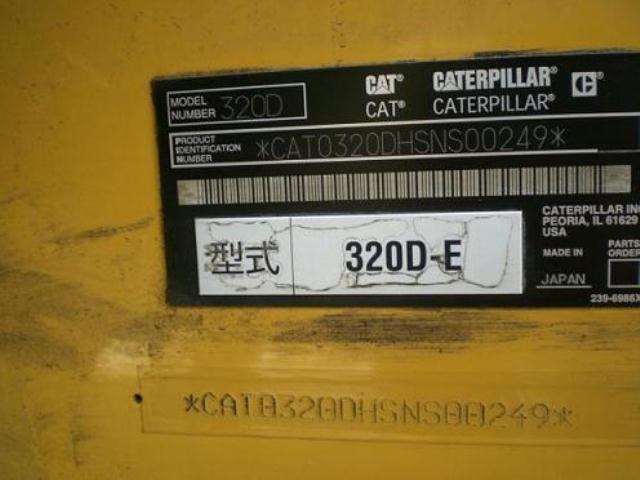 MODEL NUMBER 320D
CAT® CATERPILLAR® C®
CAT® CATERPILLAR®
PRODUCT IDENTIFICATION NUMBER *CAT0320DHSNS00249*
CATERPILLAR INC
PEORIA, IL 61629
USA
型式 320D-E
MADE IN JAPAN
PARTS
ORDER
239-6986X
*CAT0320DHSNS00249*